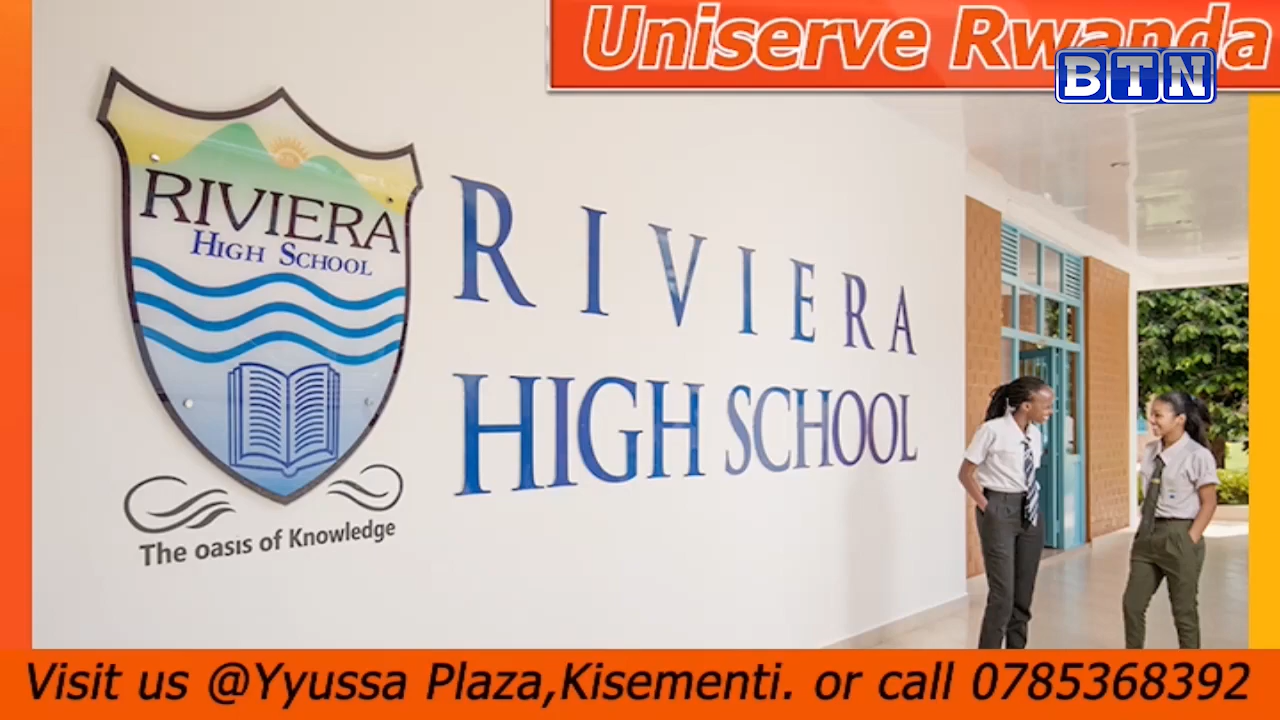 Uniserve Rwanda
BTN
RIVIERA
HIGH SCHOOL
The oasis of Knowledge
RIVIERA
HIGH SCHOOL
Visit us @Yyussa Plaza,Kisementi. or call 0785368392